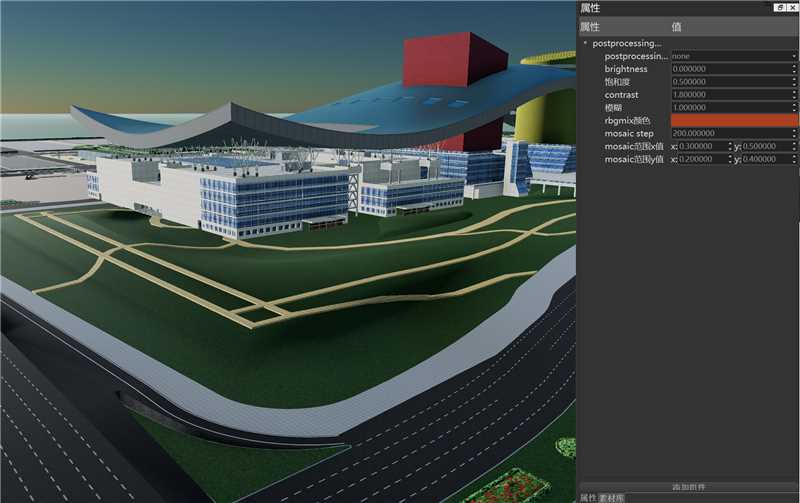 属性
属性 值
postprocessing...
postprocessin... none
brightness 0.000000
饱和度 0.500000
contrast 1.800000
模糊 1.000000
rbgmix颜色
mosaic step 200.000000
mosaic范围x值 x: 0.300000 y: 0.500000
mosaic范围y值 x: 0.200000 y: 0.400000
添加组件
属性 素材库